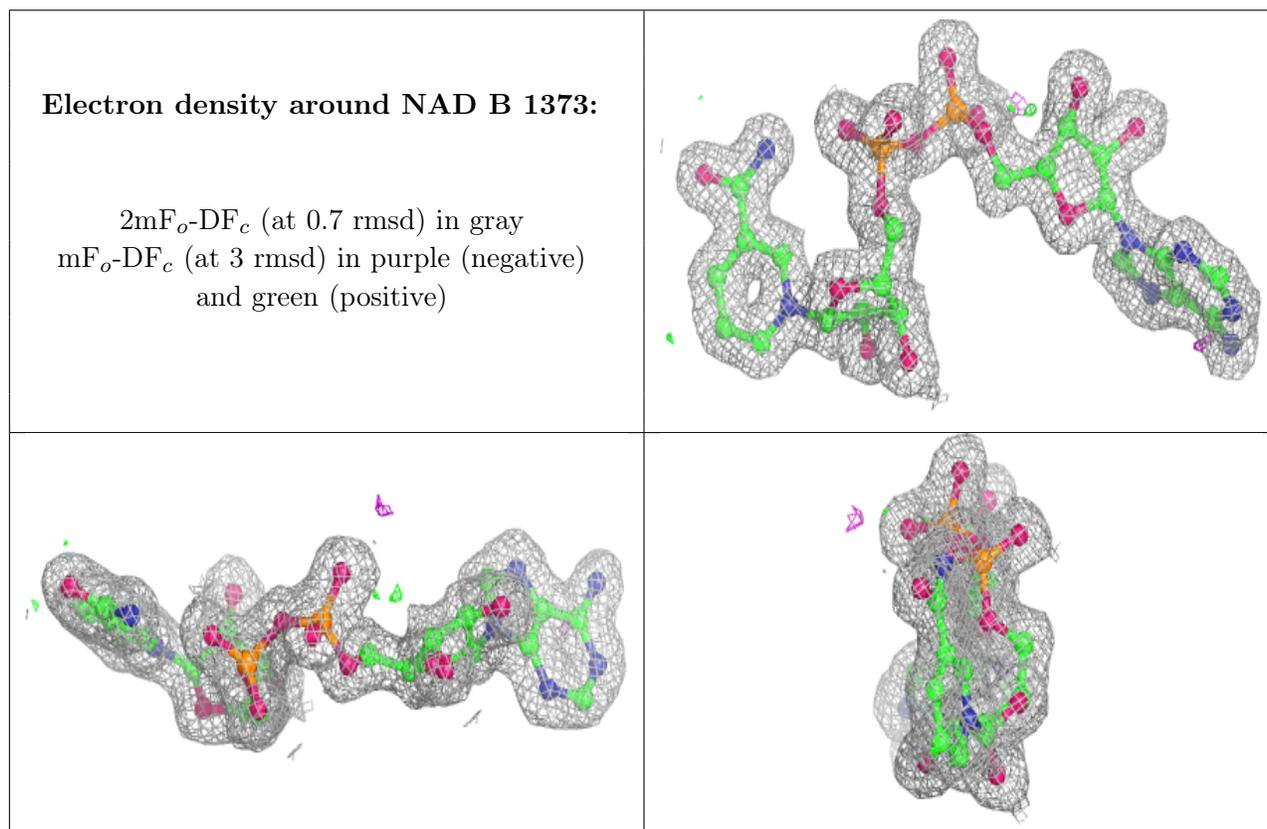 Electron density around NAD B 1373:
2mFo-DFc (at 0.7 rmsd) in gray
mFo-DFc (at 3 rmsd) in purple (negative)
and green (positive)